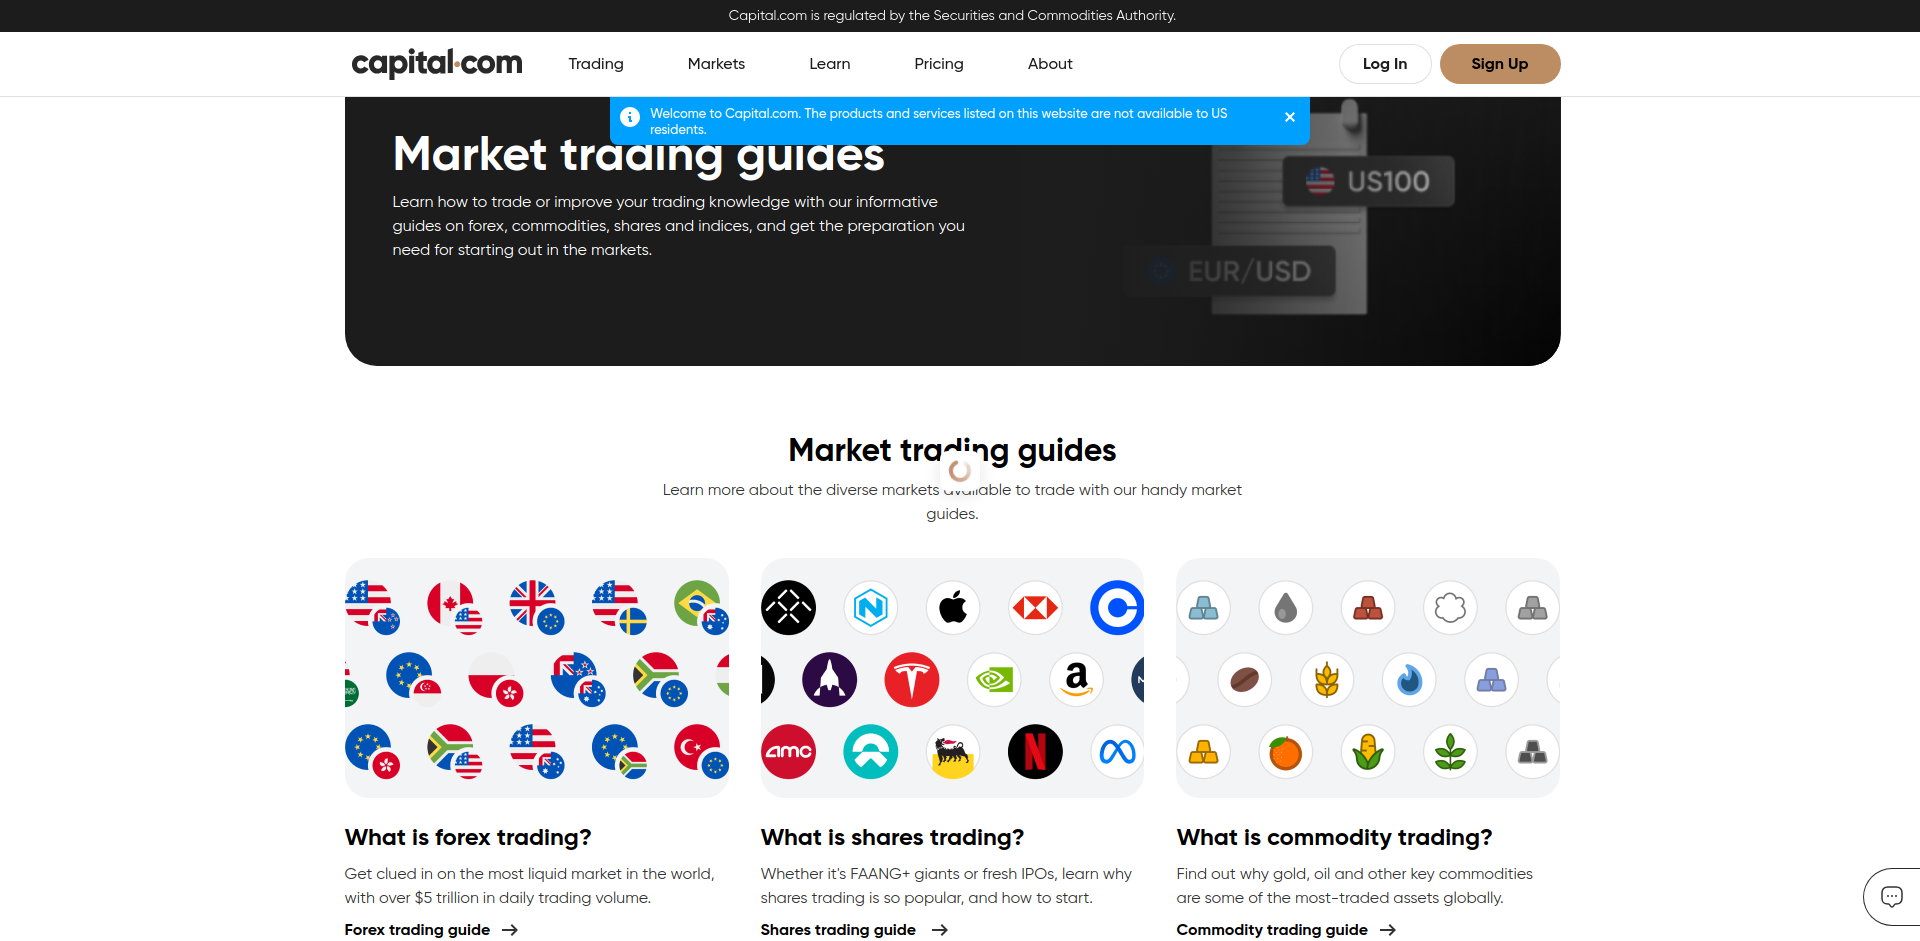 Capital.com is regulated by the Securities and Commodities Authority.
capital.com
Trading
Markets
Learn
Pricing
About
Log In
Sign Up
Welcome to Capital.com. The products and services listed on this website are not available to US
residents.
Market trading guides
Learn how to trade or improve your trading knowledge with our informative
guides on forex, commodities, shares and indices, and get the preparation you
need for starting out in the markets.
US100
EUR/USD
Market trading guides
Learn more about the diverse markets available to trade with our handy market
guides.
amc
What is forex trading?
Get clued in on the most liquid market in the world,
with over $5 trillion in daily trading volume.
Forex trading guide
What is shares trading?
Whether it's FAANG+ giants or fresh IPOs, learn why
shares trading is so popular, and how to start.
Shares trading guide
What is commodity trading?
Find out why gold, oil and other key commodities
are some of the most-traded assets globally.
Commodity trading guide